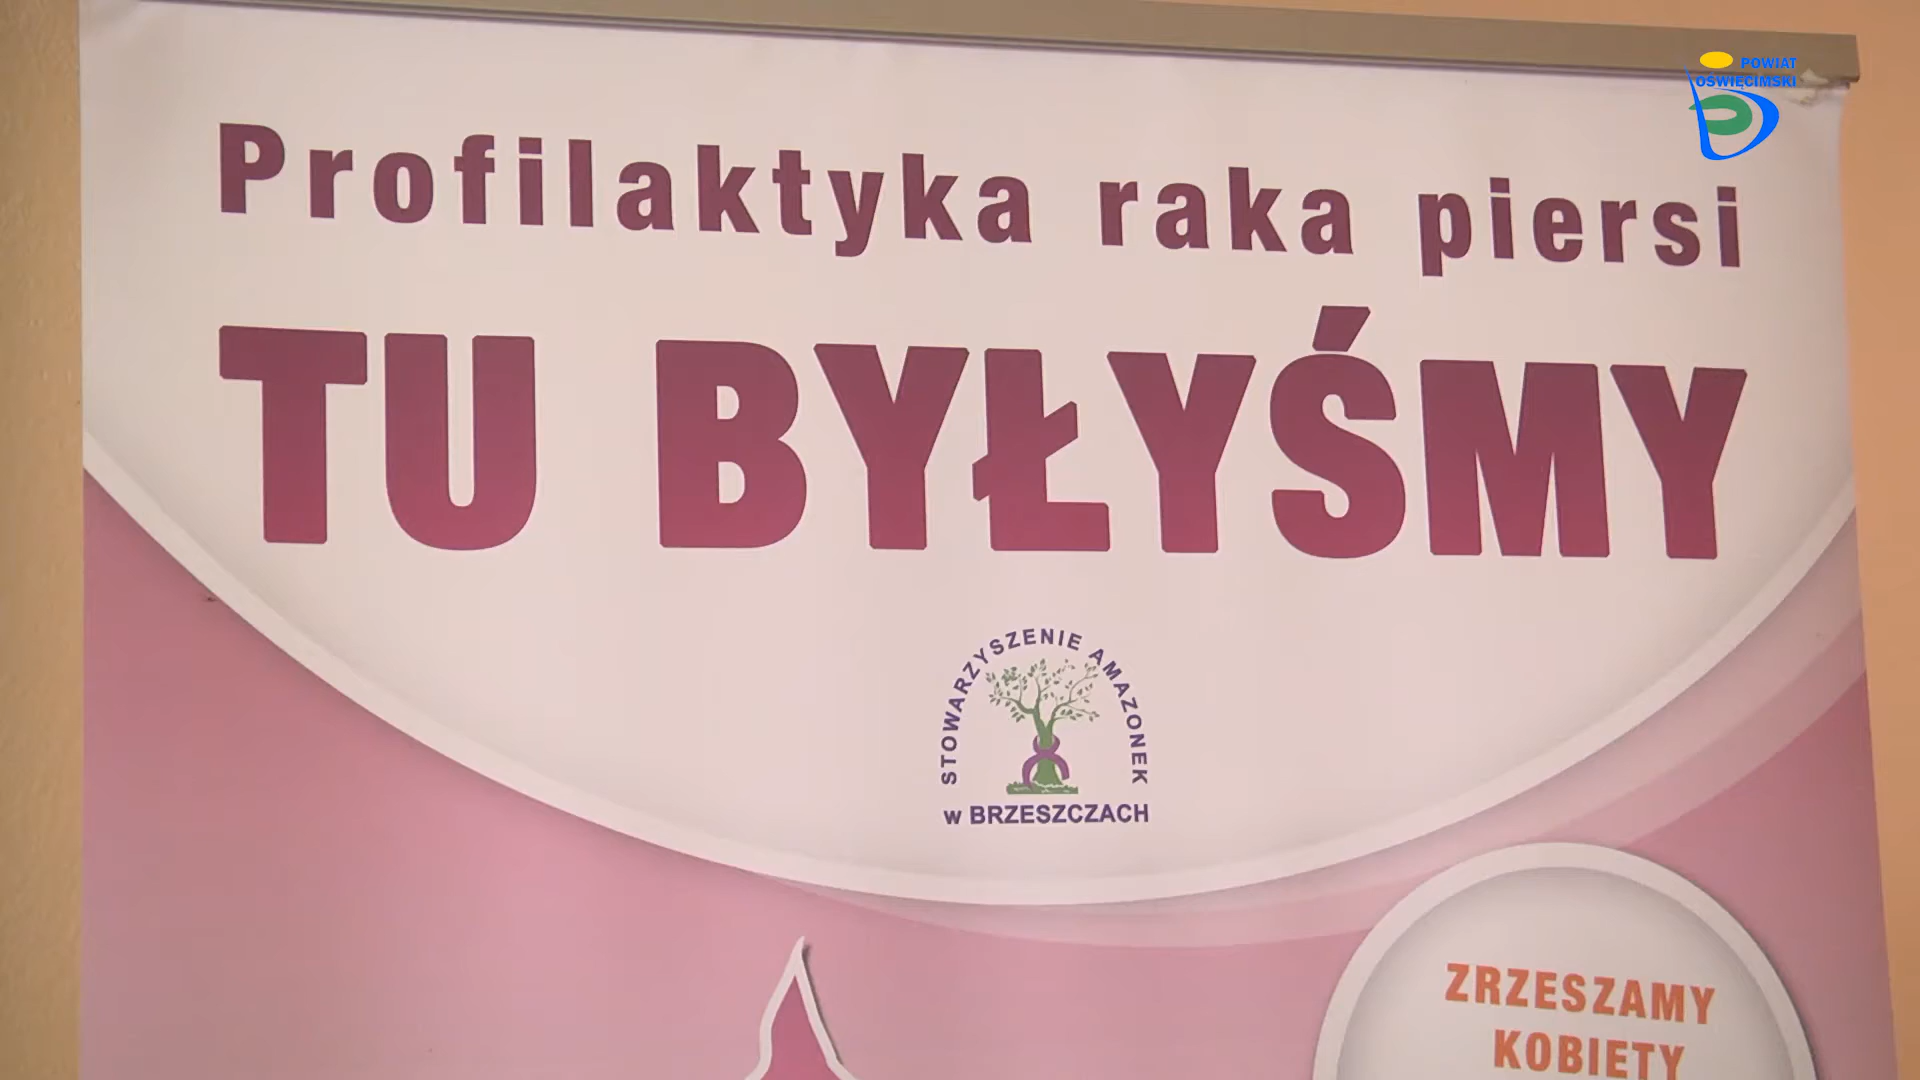 POWIAT
OŚWIĘCIMSKI
Profilaktyka raka piersi
TU BYŁYŚMY
STOWARZYSZENIE AMAZONEK
w BRZESZCZACH
ZRZESZAMY
KOBIETY